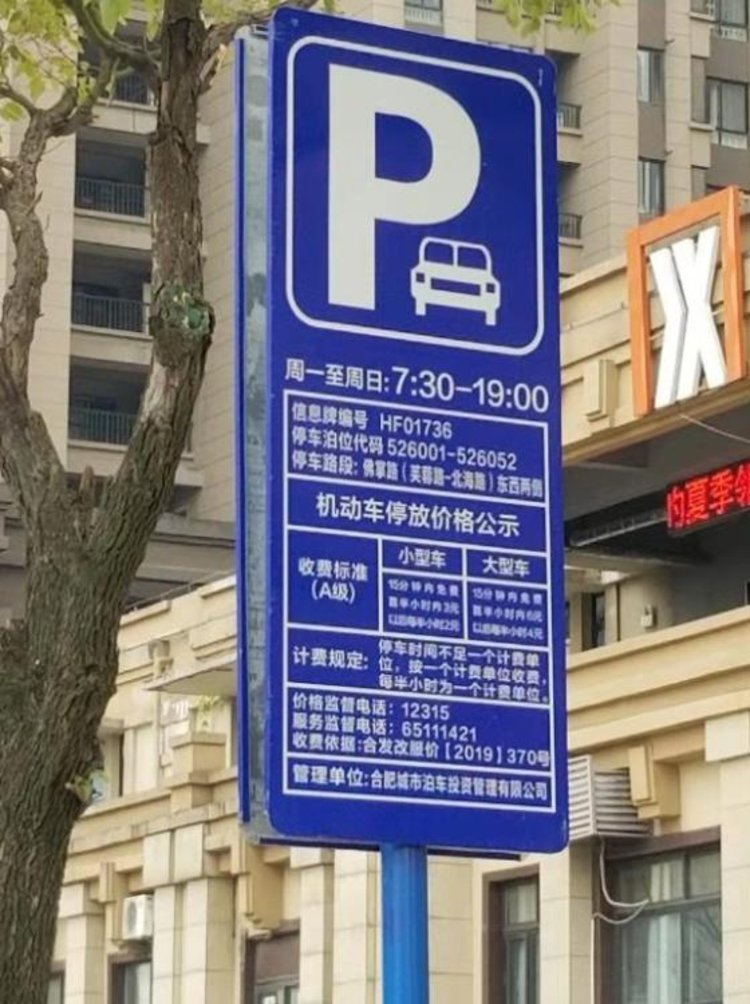 P
周一至周日:7:30-19:00
信息牌编号 HF01736
停车泊位代码 526001-526052
停车路段: 佛掌路(芙蓉路-北海路)东西两侧
机动车停放价格公示
收费标准
(A级)
小型车
15分钟内免费
首半小时内3元
以后每半小时2元
大型车
15分钟内免费
首半小时内6元
以后每半小时4元
计费规定:
停车时间不足一个计费单
位,按一个计费单位收费,
每半小时为一个计费单位。
价格监督电话:12315
服务监督电话:65111421
收费依据:合发改服价【2019】370号
管理单位:合肥城市泊车投资管理有限公司
内夏季